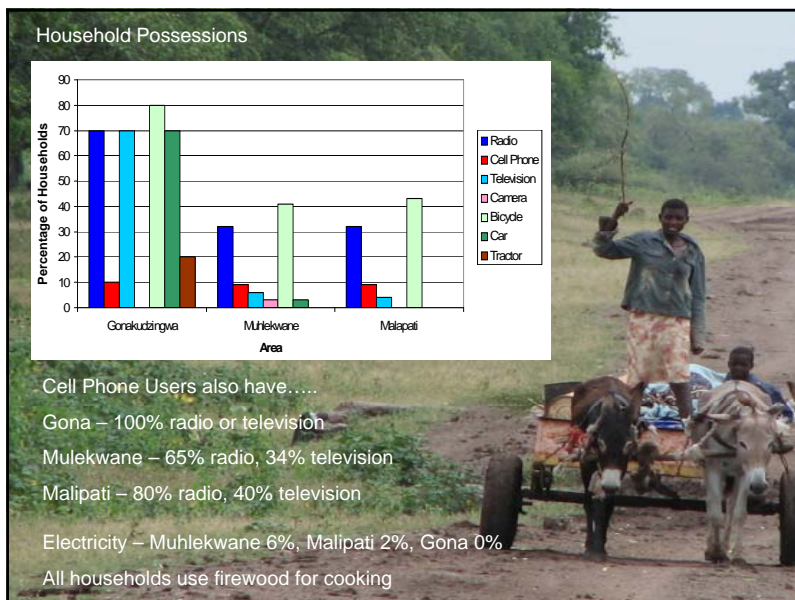 Household Possessions
90
80
70
60
50
40
30
20
10
0
Percentage of Households
Gonakudzingwa
Muhlekwane
Malapati
Area
Radio
Cell Phone
Television
Camera
Bicycle
Car
Tractor
Cell Phone Users also have…..
Gona – 100% radio or television
Mulekwane – 65% radio, 34% television
Malipati – 80% radio, 40% television
Electricity – Muhlekwane 6%, Malipati 2%, Gona 0%
All households use firewood for cooking